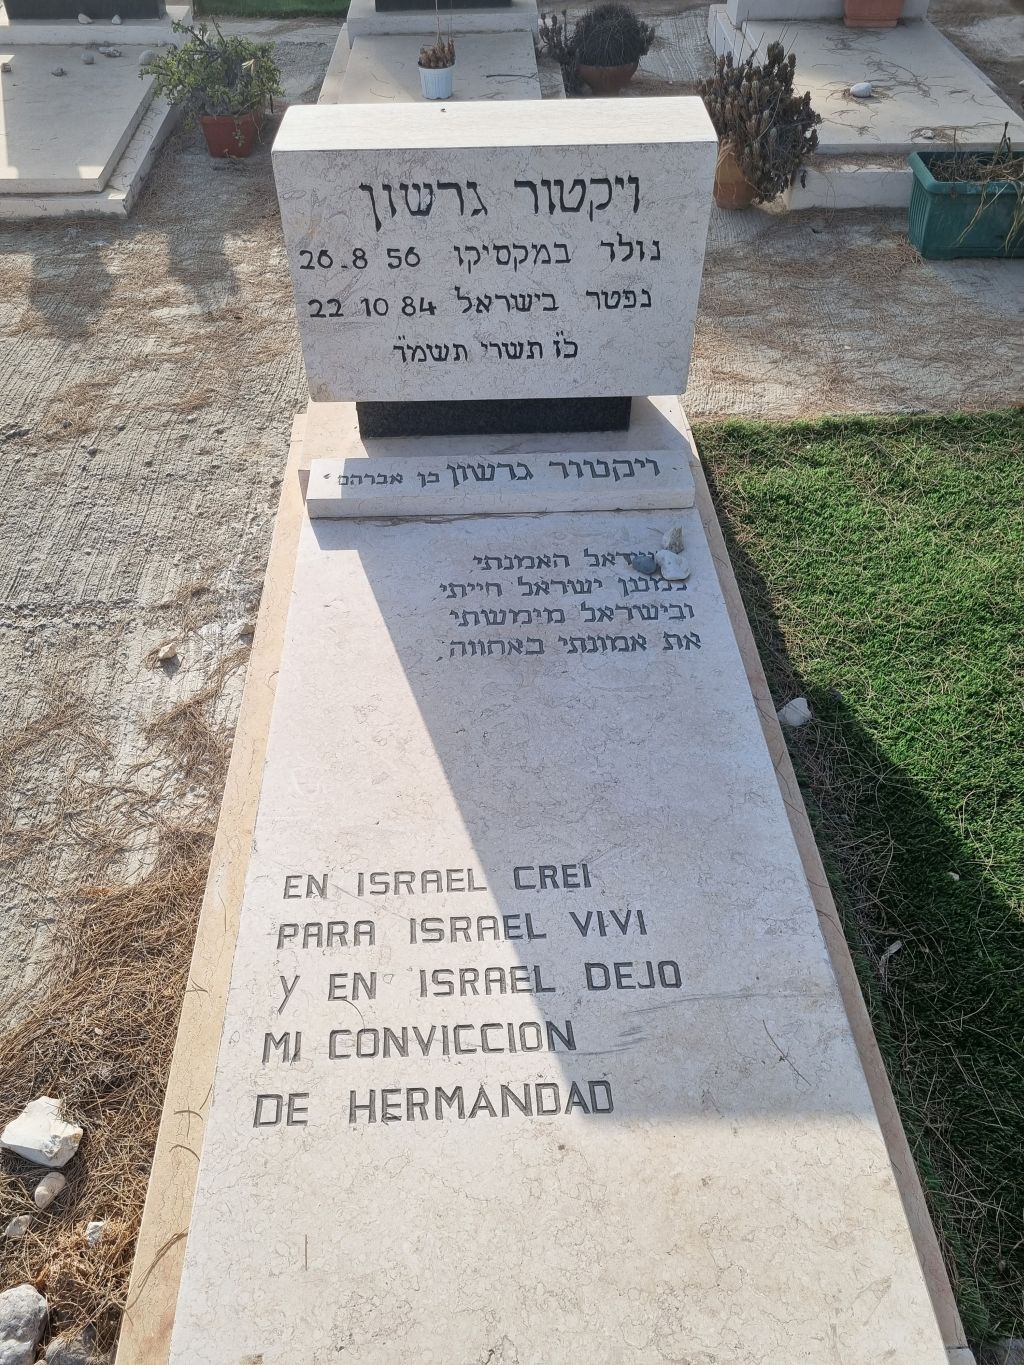 ויקטור גרשון
נולד במקסיקו 26.8 56
נפטר בישראל 22 10 84
כ"ז תשרי תשמ"ד
ויקטור גרשון בן אברהם
האמנתי
למען ישראל חייתי
ובישראל מימשתי
את אמונתי באחווה.
EN ISRAEL CREI
PARA ISRAEL VIVI
Y EN ISRAEL DEJO
MI CONVICCION
DE HERMANDAD